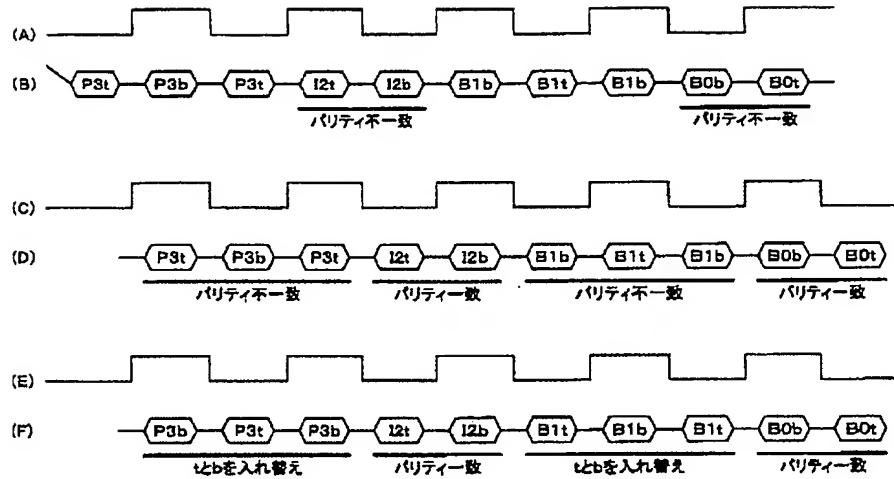 (A)
(B) P3t P3b P3t I2t I2b B1b B1t B1b B0b B0t
パリティ不一致 パリティ不一致
(C)
(D) P3t P3b P3t I2t I2b B1b B1t B1b B0b B0t
パリティ不一致 パリティ一致 パリティ不一致 パリティ一致
(E)
(F) P3b P3t P3b I2t I2b B1t B1b B1t B0b B0t
tとbを入れ替え パリティ一致 tとbを入れ替え パリティ一致